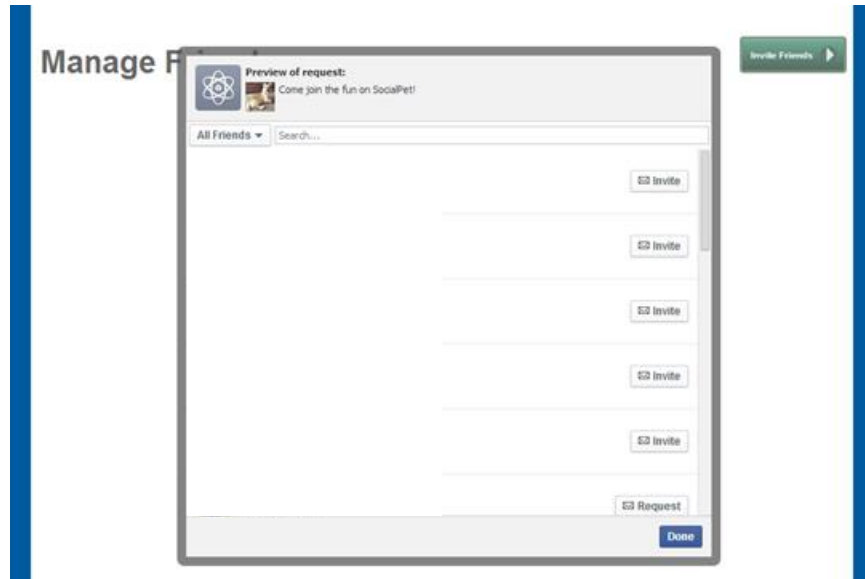 Manage F
Invite Friends
Preview of request:
Come join the fun on SocialPet!
All Friends
Search...
Invite
Invite
Invite
Invite
Invite
Request
Done